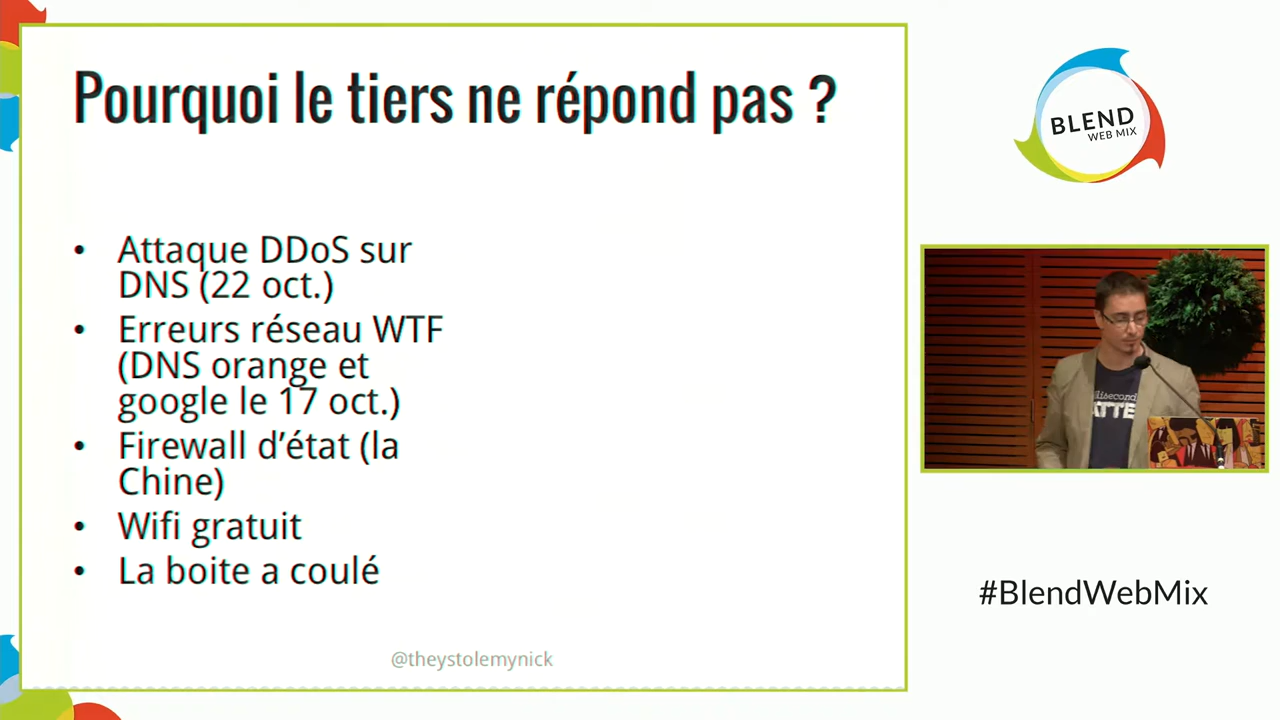 Pourquoi le tiers ne répond pas ?
• Attaque DDoS sur
DNS (22 oct.)
• Erreurs réseau WTF
(DNS orange et
google le 17 oct.)
• Firewall d’état (la
Chine)
• Wifi gratuit
• La boite a coulé
@theystolemynick
BLEND
WEB MIX
#BlendWebMix